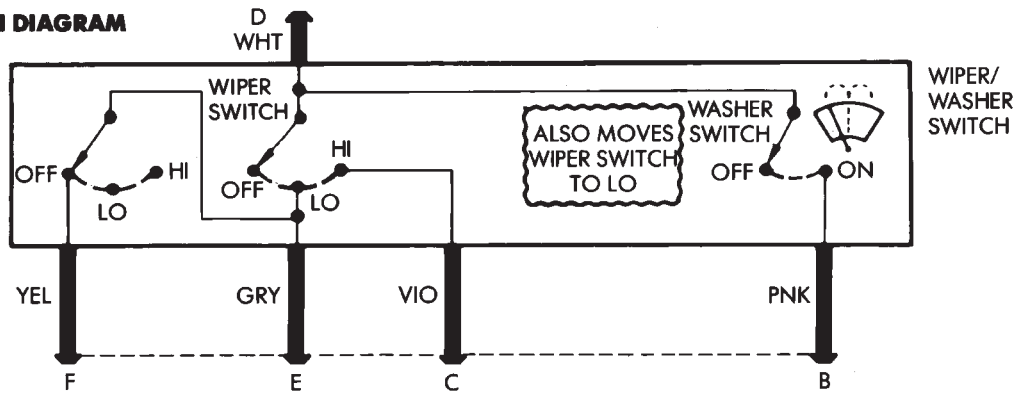 DIAGRAM
D
WHT
WIPER
SWITCH
WASHER
SWITCH
WIPER/
WASHER
SWITCH
ALSO MOVES
WIPER SWITCH
TO LO
OFF
HI
LO
OFF
HI
LO
OFF
ON
YEL
GRY
VIO
PNK
F
E
C
B